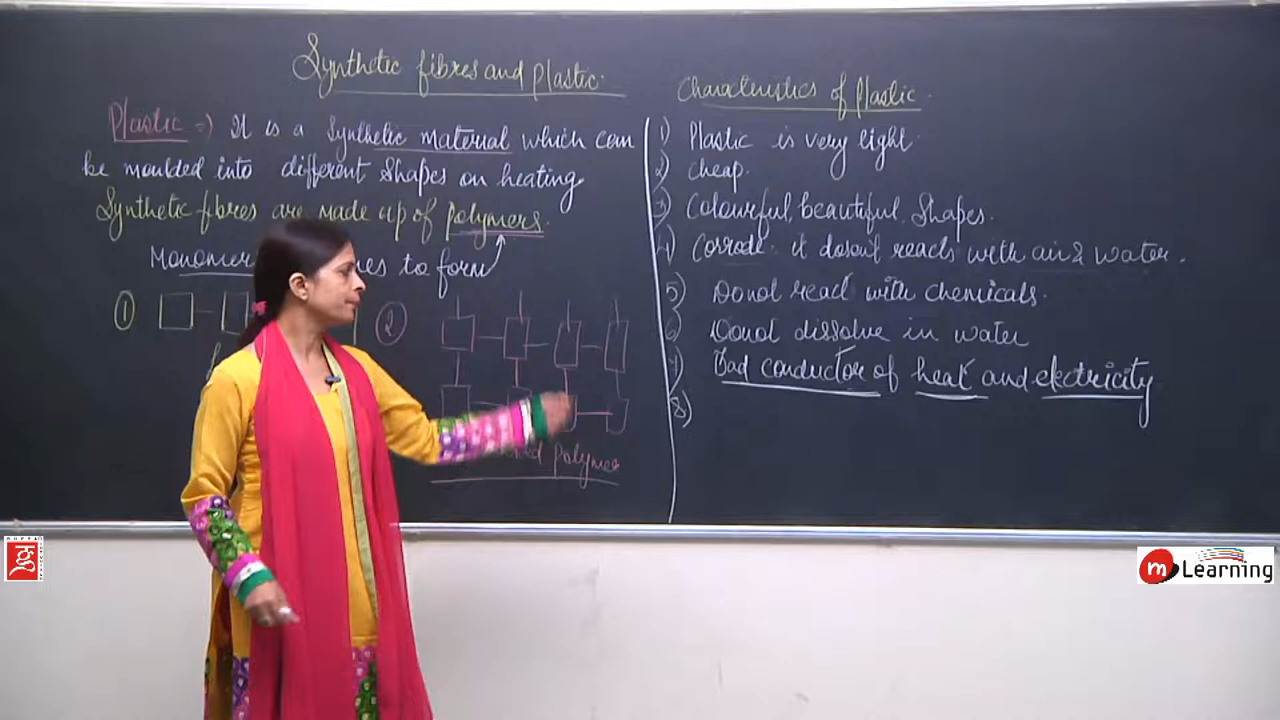 Synthetic fibres and Plastic.
Plastic => It is a synthetic material which can
be moulded into different shapes on heating.
Synthetic fibres are made up of Polymers.
Monomer to form
①
②
Polymer
Characteristics of Plastic.
1) Plastic is very light.
2) Cheap.
3) Colourful, beautiful, shapes.
4) Corrode. it doesn't reacts with air & water.
5) Donot react with chemicals.
6) Donot dissolve in water
7) Bad conductor of heat and electricity
8)
m Learning